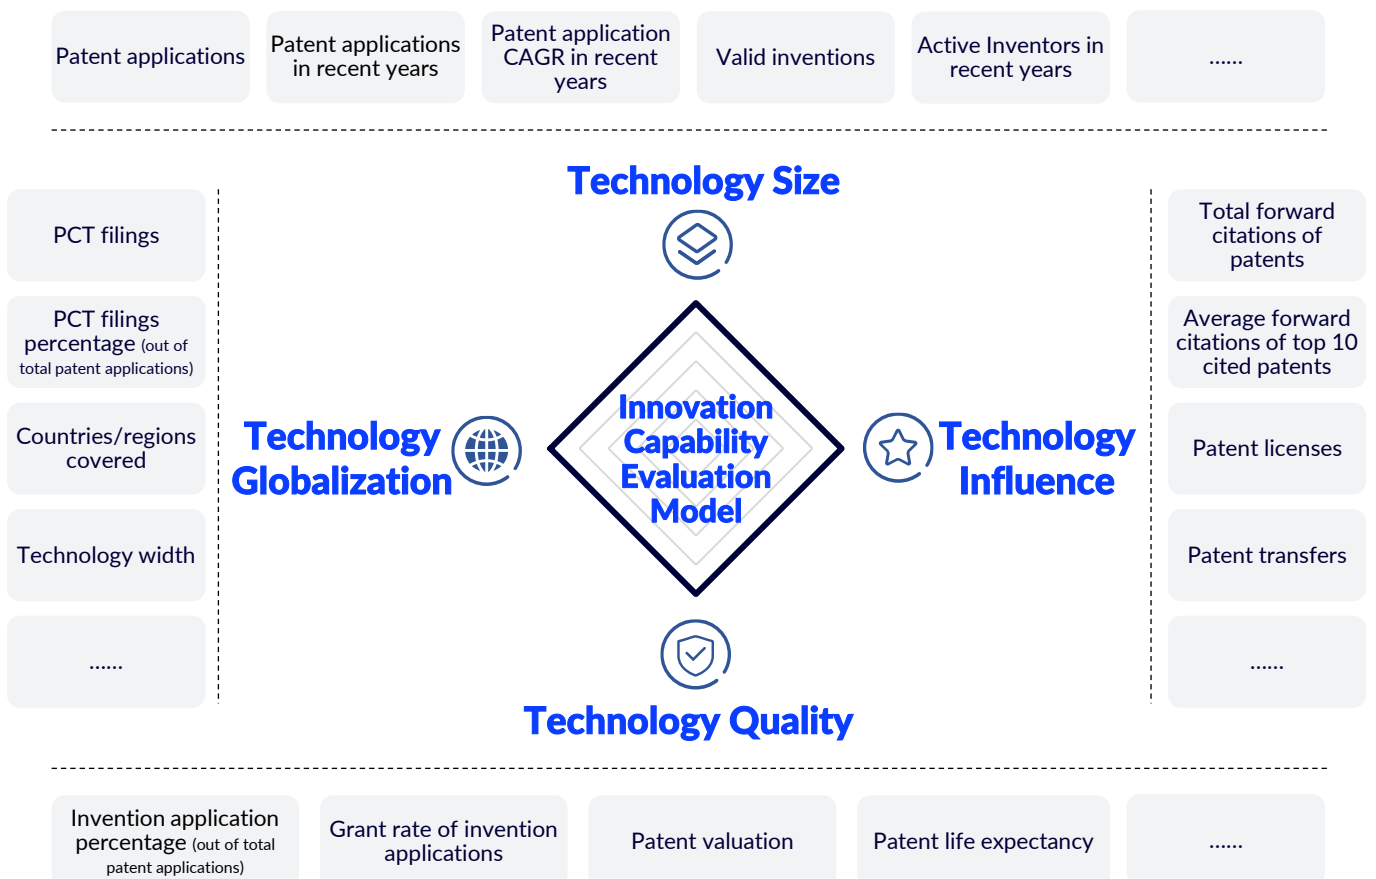 Patent applications
Patent applications
in recent years
Patent application
CAGR in recent
years
Valid inventions
Active Inventors in
recent years
......
Technology Size
PCT filings
PCT filings
percentage (out of
total patent applications)
Countries/regions
covered
Technology width
......
Technology
Globalization
Innovation
Capability
Evaluation
Model
Technology
Influence
Total forward
citations of
patents
Average forward
citations of top 10
cited patents
Patent licenses
Patent transfers
......
Technology Quality
Invention application
percentage (out of total
patent applications)
Grant rate of invention
applications
Patent valuation
Patent life expectancy
......